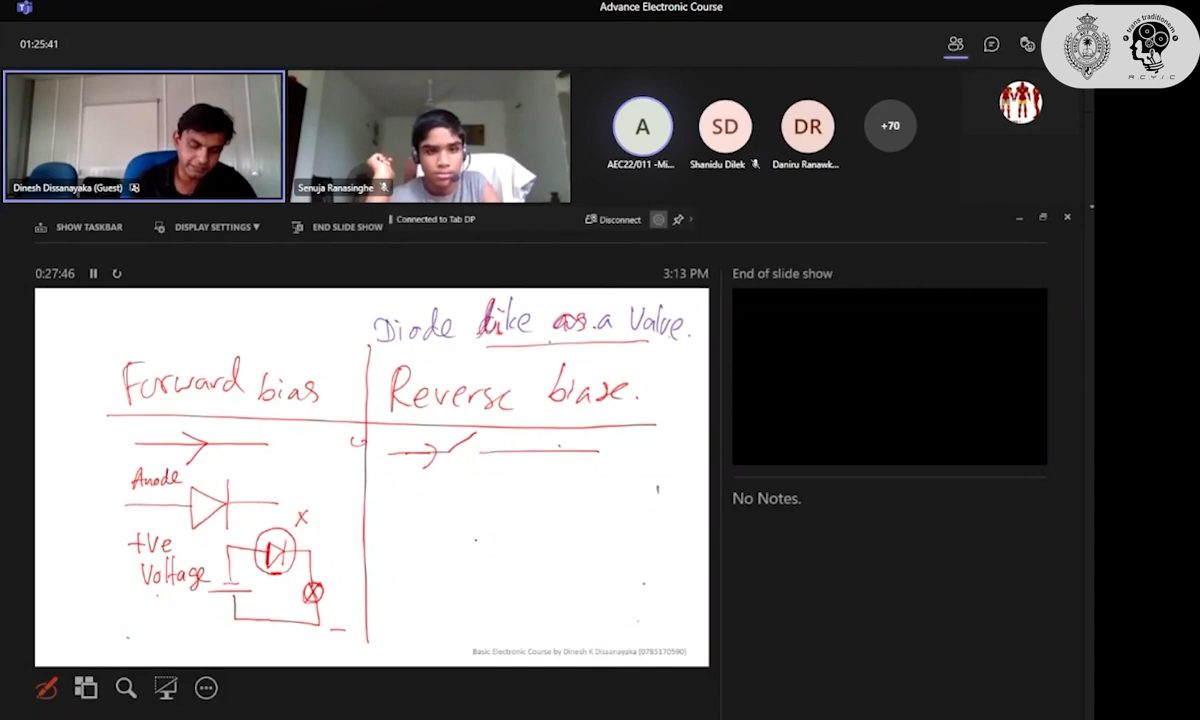 Advance Electronic Course
01:25:41
R.C.Y.I.C
trans traditionem
A
SD
DR
+70
AEC22/011 -Mi...
Shanidu Dilek
Daniru Ranawk...
Dinesh Dissanayaka (Guest)
Senuja Ranasinghe
SHOW TASKBAR
DISPLAY SETTINGS ▼
END SLIDE SHOW
Connected to Tab DP
Disconnect
0:27:46
3:13 PM
End of slide show
Diode like as a Valve.
Forward bias
Reverse biase.
Anode
X
+Ve
Voltage
No Notes.
Basic Electronic Course by Dinesh K Dissanayaka (0785170590)